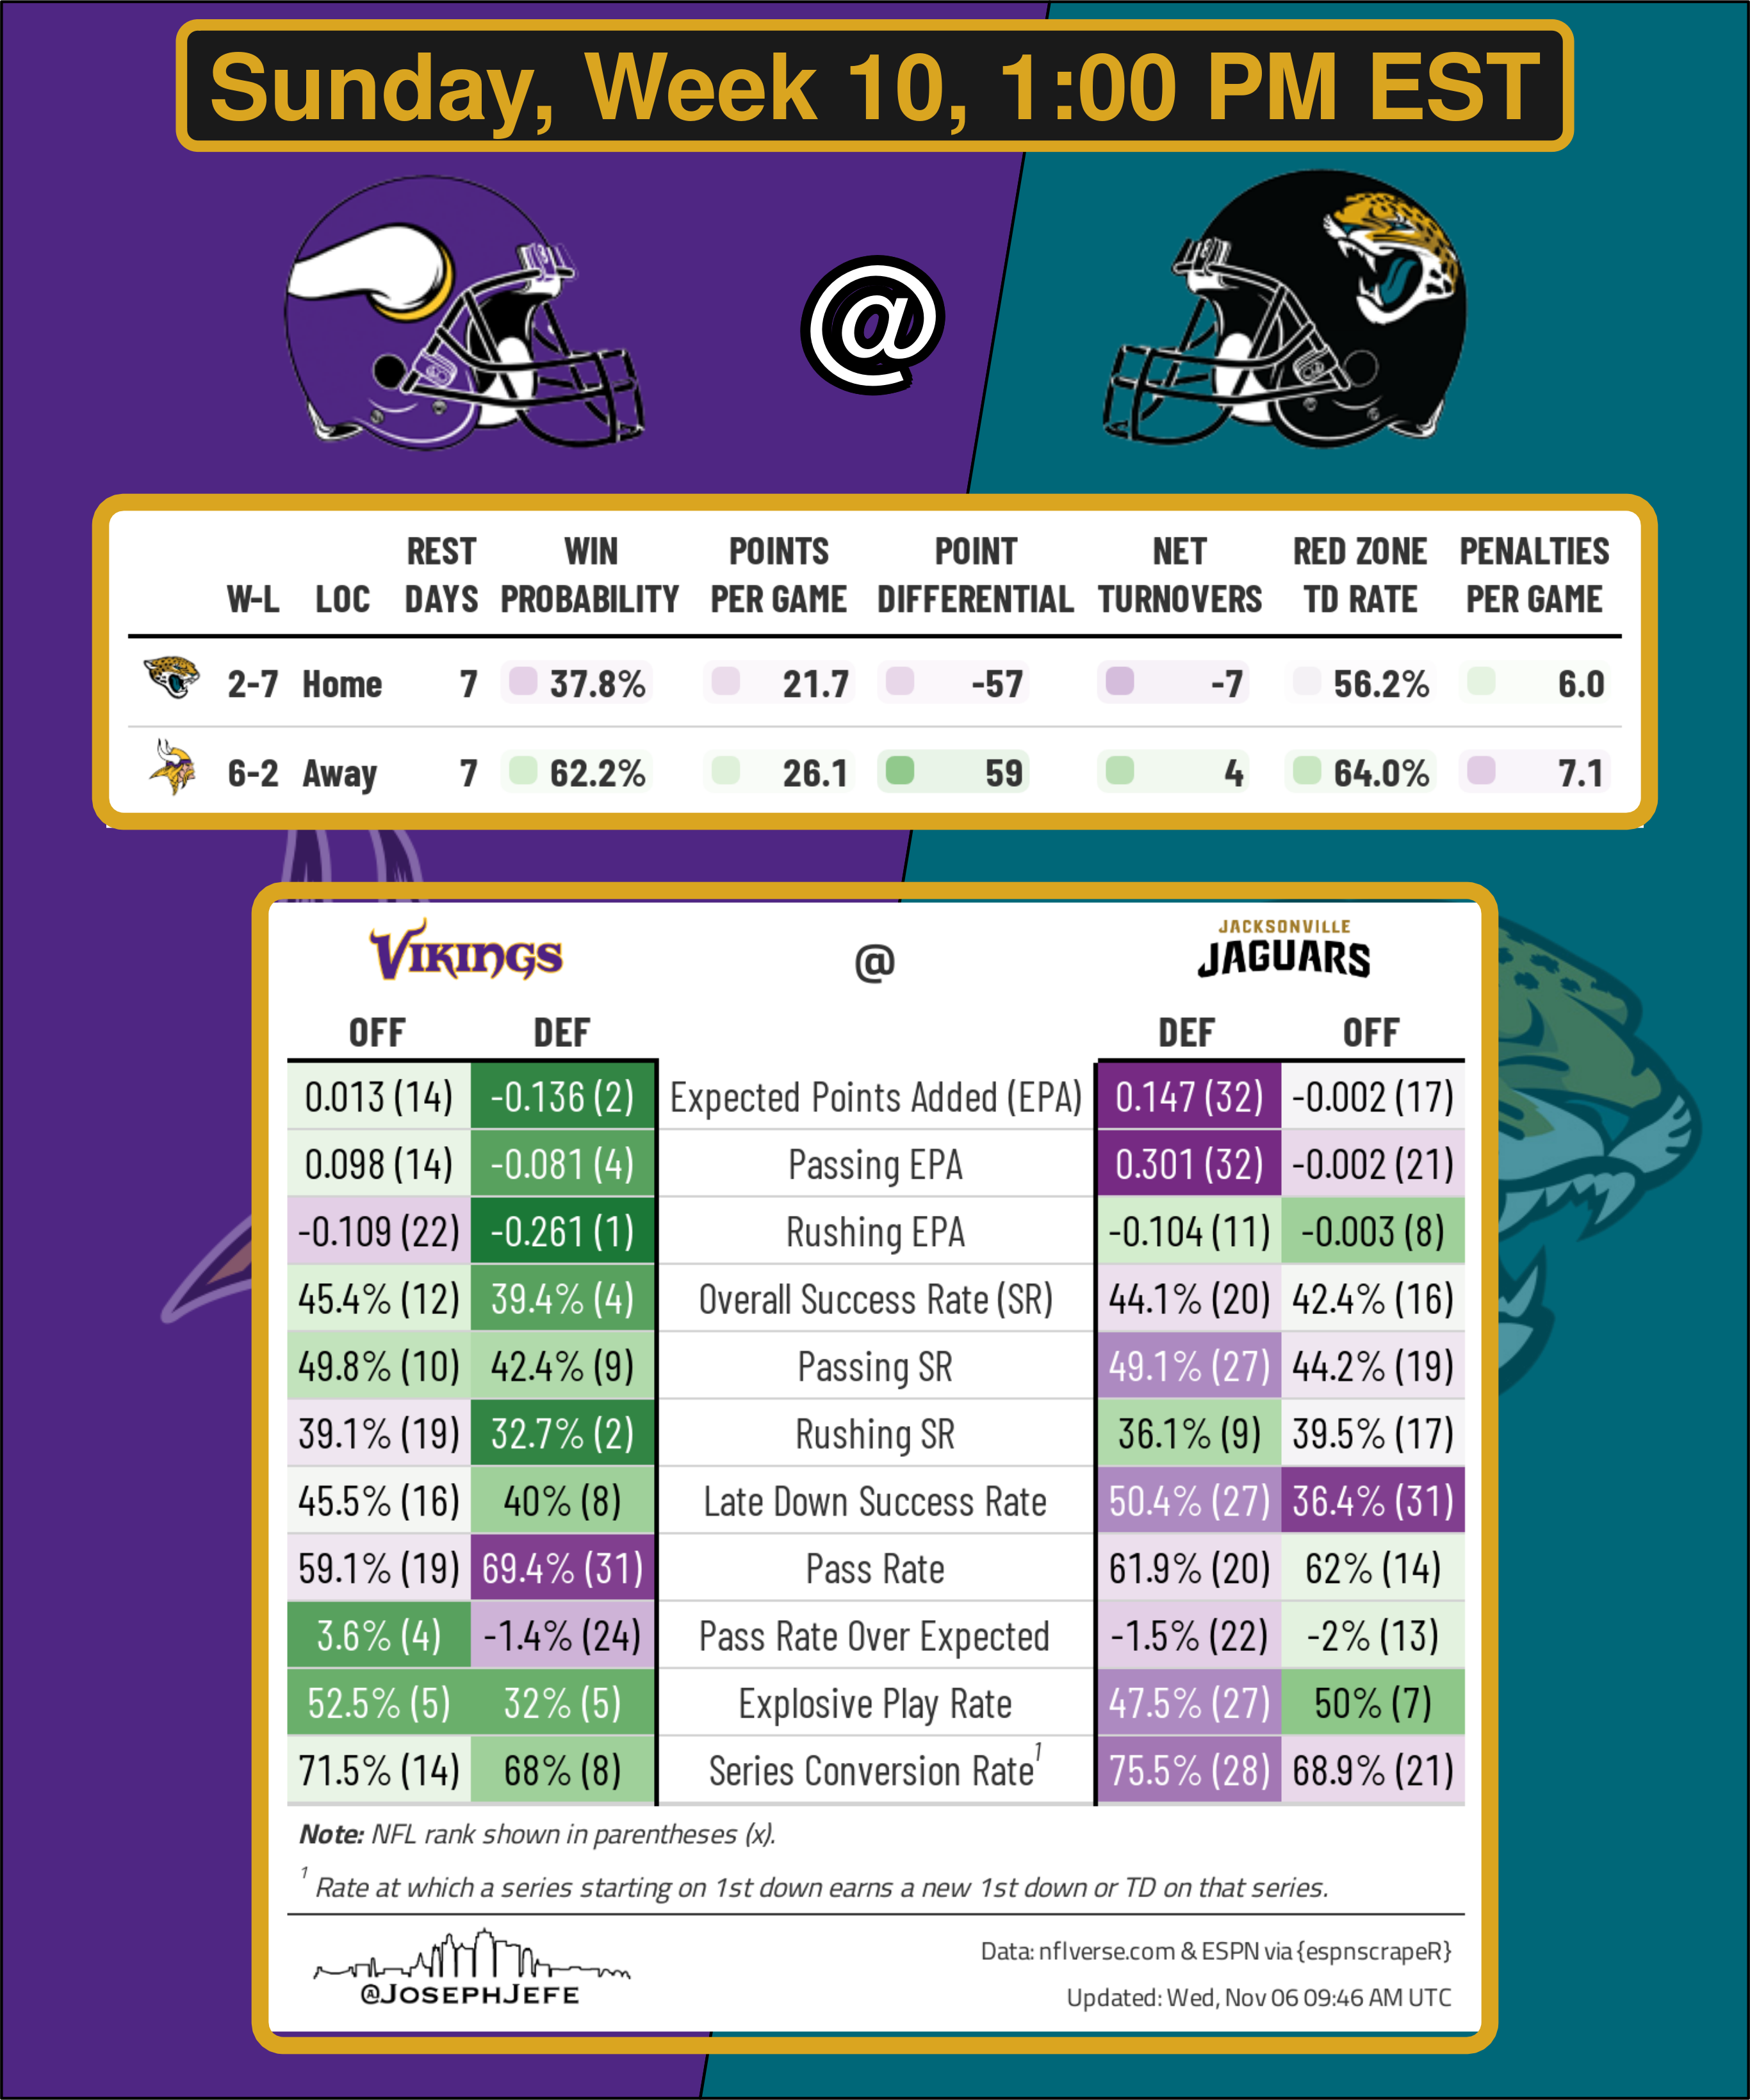 Sunday, Week 10, 1:00 PM EST
@
W-L LOC REST DAYS WIN PROBABILITY POINTS PER GAME POINT DIFFERENTIAL NET TURNOVERS RED ZONE TD RATE PENALTIES PER GAME
2-7 Home 7 37.8% 21.7 -57 -7 56.2% 6.0
6-2 Away 7 62.2% 26.1 59 4 64.0% 7.1
VIKINGS @ JACKSONVILLE JAGUARS
OFF DEF DEF OFF
0.013 (14) -0.136 (2) Expected Points Added (EPA) 0.147 (32) -0.002 (17)
0.098 (14) -0.081 (4) Passing EPA 0.301 (32) -0.002 (21)
-0.109 (22) -0.261 (1) Rushing EPA -0.104 (11) -0.003 (8)
45.4% (12) 39.4% (4) Overall Success Rate (SR) 44.1% (20) 42.4% (16)
49.8% (10) 42.4% (9) Passing SR 49.1% (27) 44.2% (19)
39.1% (19) 32.7% (2) Rushing SR 36.1% (9) 39.5% (17)
45.5% (16) 40% (8) Late Down Success Rate 50.4% (27) 36.4% (31)
59.1% (19) 69.4% (31) Pass Rate 61.9% (20) 62% (14)
3.6% (4) -1.4% (24) Pass Rate Over Expected -1.5% (22) -2% (13)
52.5% (5) 32% (5) Explosive Play Rate 47.5% (27) 50% (7)
71.5% (14) 68% (8) Series Conversion Rate¹ 75.5% (28) 68.9% (21)
Note: NFL rank shown in parentheses (x).
¹ Rate at which a series starting on 1st down earns a new 1st down or TD on that series.
@JOSEPHJEFE
Data: nflverse.com & ESPN via {espnscrapeR}
Updated: Wed, Nov 06 09:46 AM UTC